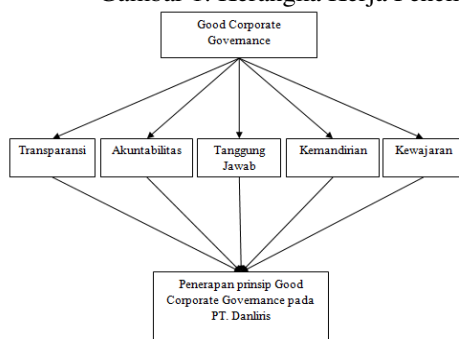 Gambar 1. Kerangka Kerja
Good Corporate
Governance
Transparansi
Akuntabilitas
Tanggung
Jawab
Kemandirian
Kewajaran
Penerapan prinsip Good
Corporate Governance pada
PT. Danliris